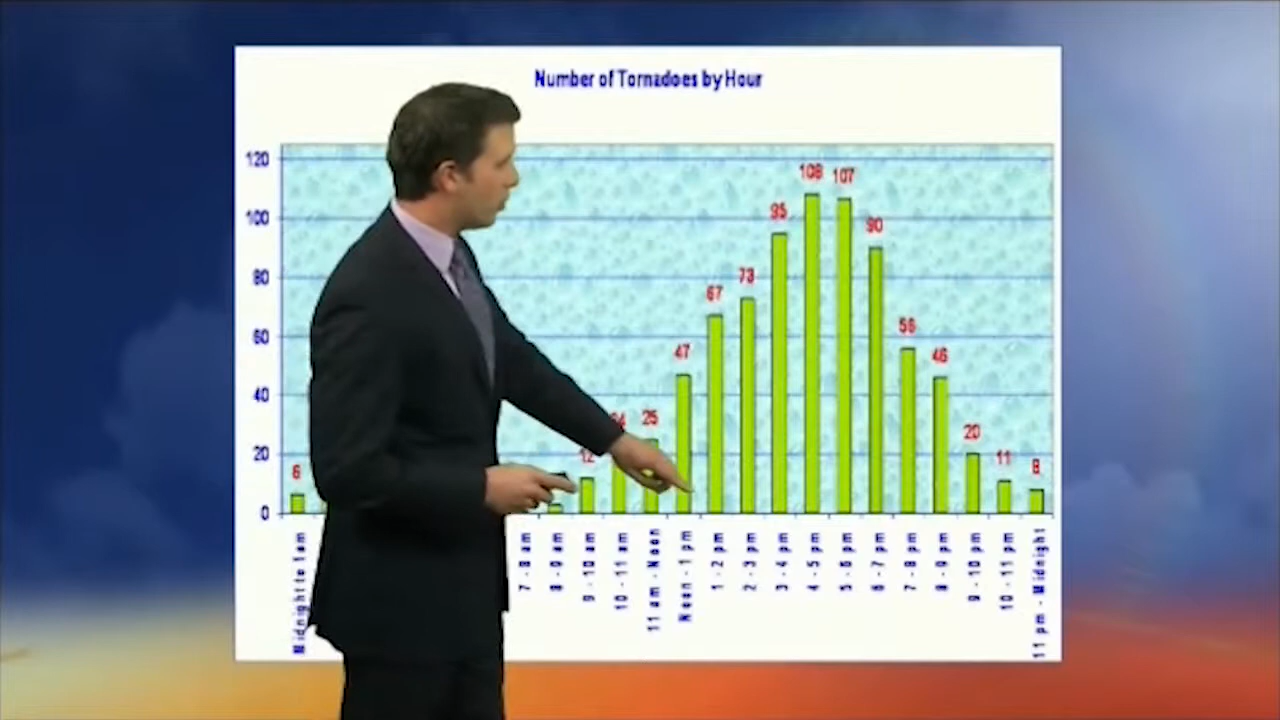 Number of Tornadoes by Hour
120
100
80
60
40
20
0
6
12
25
47
67
73
95
108
107
90
56
46
20
11
8
Midnight to 1am
7 - 8 am
8 - 9 am
9 - 10 am
10 - 11 am
11 am - Noon
Noon - 1 pm
1 - 2 pm
2 - 3 pm
3 - 4 pm
4 - 5 pm
5 - 6 pm
6 - 7 pm
7 - 8 pm
8 - 9 pm
9 - 10 pm
10 - 11 pm
11 pm - Midnight